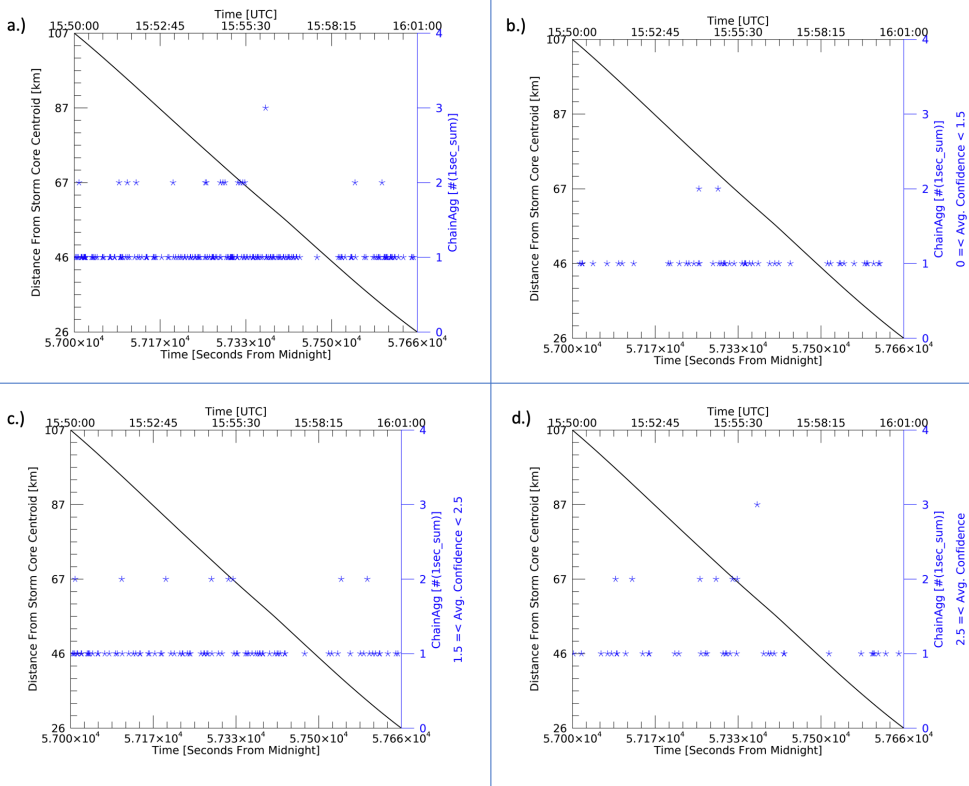 a.)
Time [UTC]
15:50:00 15:52:45 15:55:30 15:58:15 16:01:00
107 87 67 46 26
Distance From Storm Core Centroid [km]
4 3 2 1 0
ChainAgg [#(1sec_sum)]
5.700×10⁴ 5.717×10⁴ 5.733×10⁴ 5.750×10⁴ 5.766×10⁴
Time [Seconds From Midnight]
b.)
Time [UTC]
15:50:00 15:52:45 15:55:30 15:58:15 16:01:00
107 87 67 46 26
Distance From Storm Core Centroid [km]
4 3 2 1 0
ChainAgg [#(1sec_sum)]
0 =< Avg. Confidence < 1.5
5.700×10⁴ 5.717×10⁴ 5.733×10⁴ 5.750×10⁴ 5.766×10⁴
Time [Seconds From Midnight]
c.)
Time [UTC]
15:50:00 15:52:45 15:55:30 15:58:15 16:01:00
107 87 67 46 26
Distance From Storm Core Centroid [km]
4 3 2 1 0
ChainAgg [#(1sec_sum)]
1.5 =< Avg. Confidence < 2.5
5.700×10⁴ 5.717×10⁴ 5.733×10⁴ 5.750×10⁴ 5.766×10⁴
Time [Seconds From Midnight]
d.)
Time [UTC]
15:50:00 15:52:45 15:55:30 15:58:15 16:01:00
107 87 67 46 26
Distance From Storm Core Centroid [km]
4 3 2 1 0
ChainAgg [#(1sec_sum)]
2.5 =< Avg. Confidence
5.700×10⁴ 5.717×10⁴ 5.733×10⁴ 5.750×10⁴ 5.766×10⁴
Time [Seconds From Midnight]